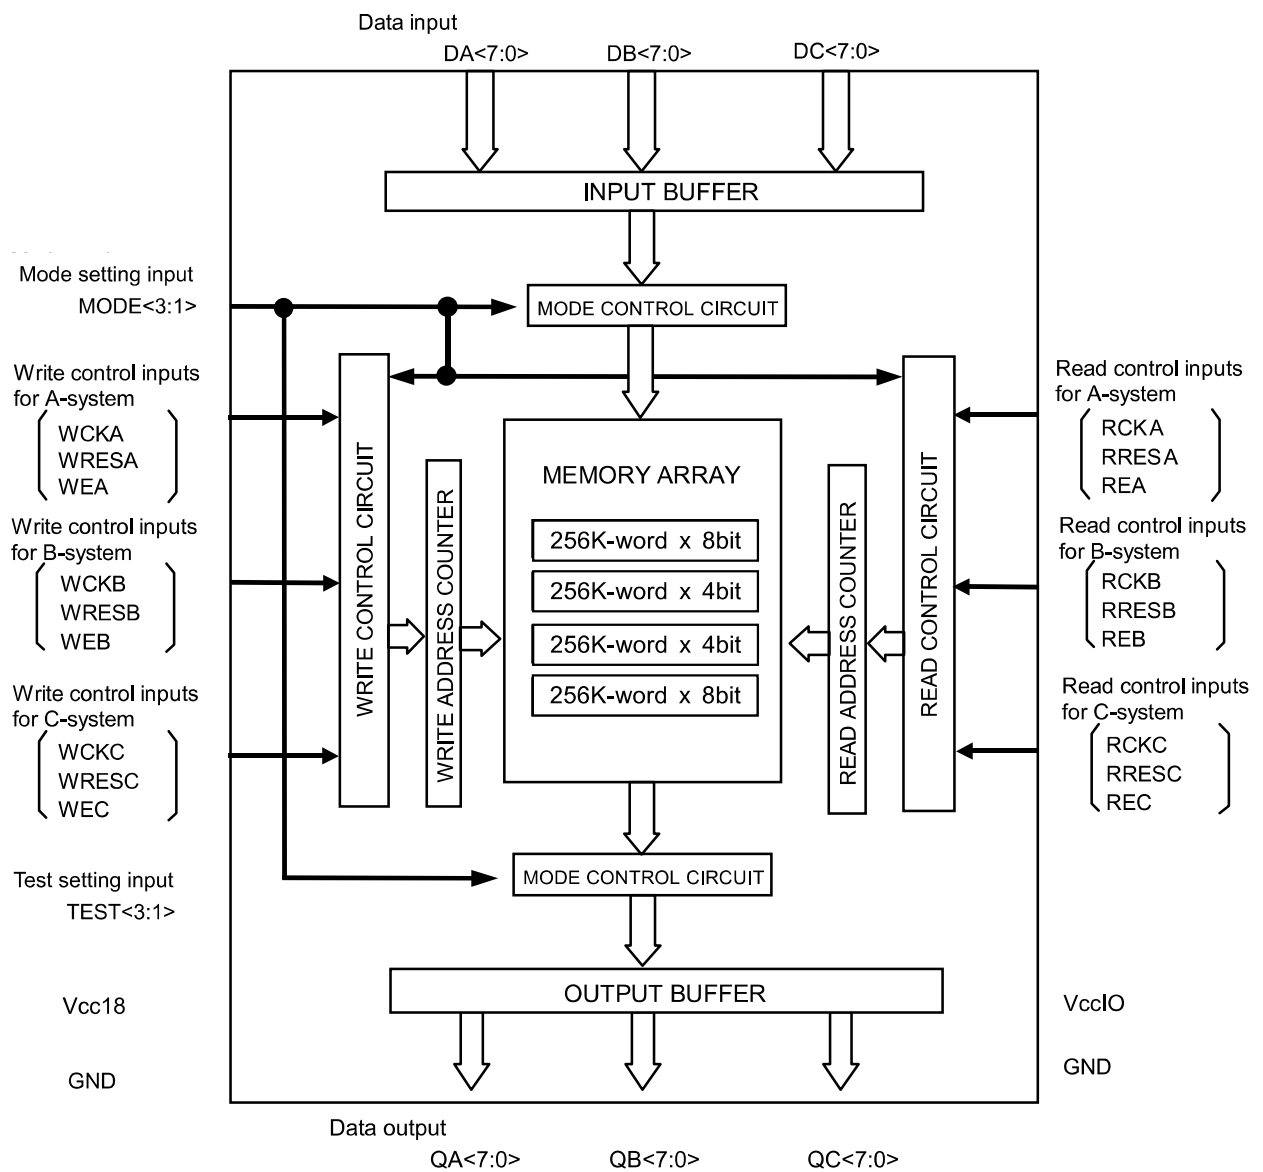 Data input
DA<7:0>
DB<7:0>
DC<7:0>
INPUT BUFFER
Mode setting input
MODE<3:1>
MODE CONTROL CIRCUIT
Write control inputs
for A-system
WCKA
WRESA
WEA
Write control inputs
for B-system
WCKB
WRESB
WEB
Write control inputs
for C-system
WCKC
WRESC
WEC
WRITE CONTROL CIRCUIT
WRITE ADDRESS COUNTER
MEMORY ARRAY
256K-word x 8bit
256K-word x 4bit
256K-word x 4bit
256K-word x 8bit
READ ADDRESS COUNTER
READ CONTROL CIRCUIT
Read control inputs
for A-system
RCKA
RRESA
REA
Read control inputs
for B-system
RCKB
RRESB
REB
Read control inputs
for C-system
RCKC
RRESC
REC
Test setting input
TEST<3:1>
MODE CONTROL CIRCUIT
OUTPUT BUFFER
Vcc18
VccIO
GND
GND
Data output
QA<7:0>
QB<7:0>
QC<7:0>